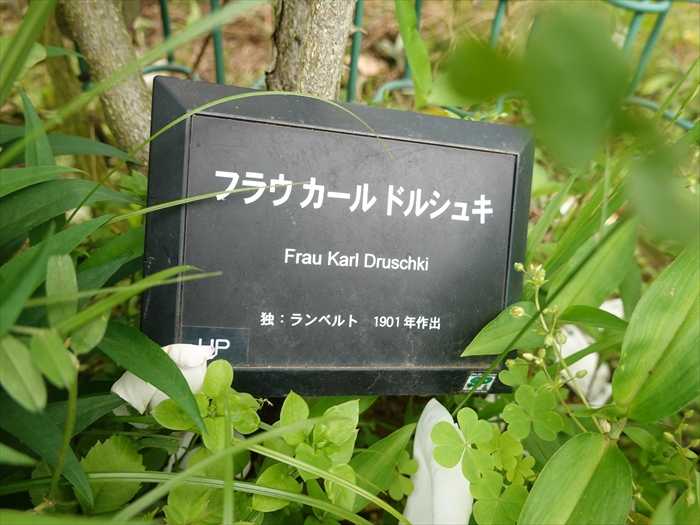 フラウ カール ドルシュキ
Frau Karl Druschki
独：ランベルト　1901年作出
HP